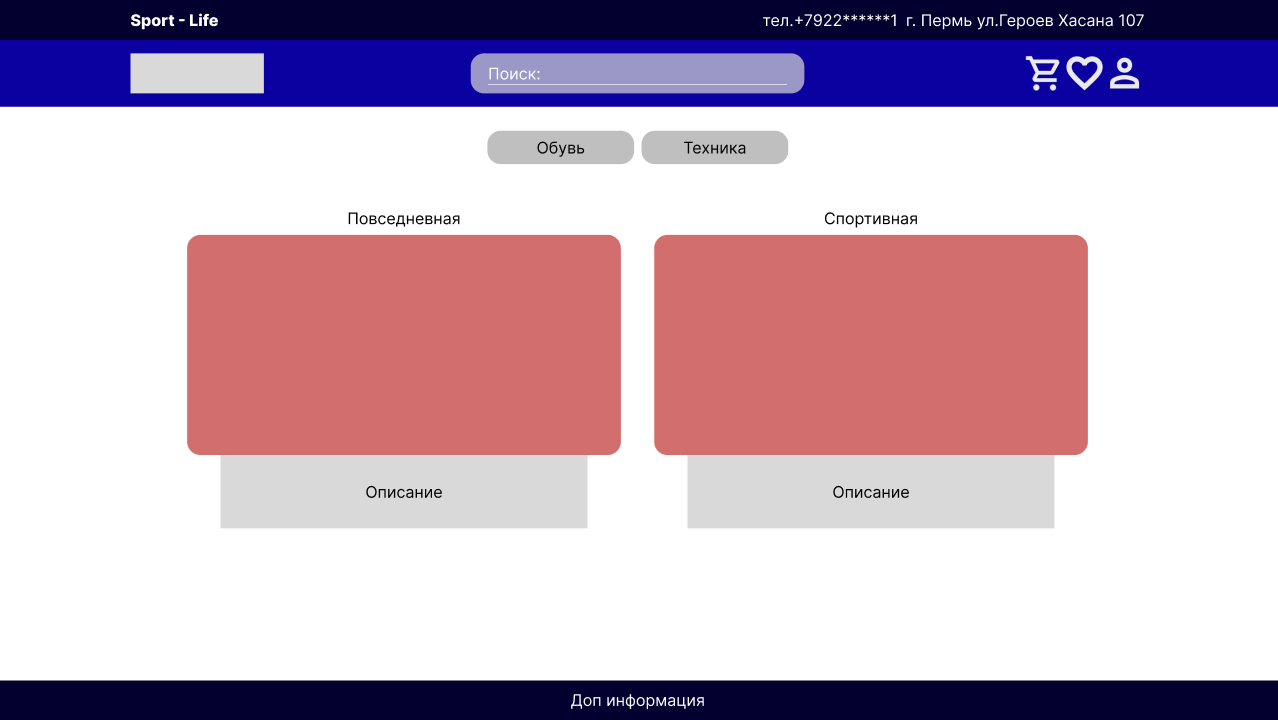 Sport - Life
тел.+7922******1 г. Пермь ул.Героев Хасана 107
Поиск:
Обувь
Техника
Повседневная
Спортивная
Описание
Описание
Доп информация